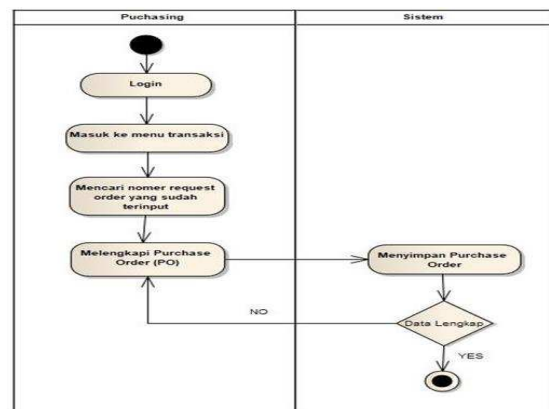 Puchasing
Sistem
Login
Masuk ke menu transaksi
Mencari nomer request
order yang sudah
terinput
Melengkapi Purchase
Order (PO)
Menyimpan Purchase
Order
NO
Data Lengkap
YES